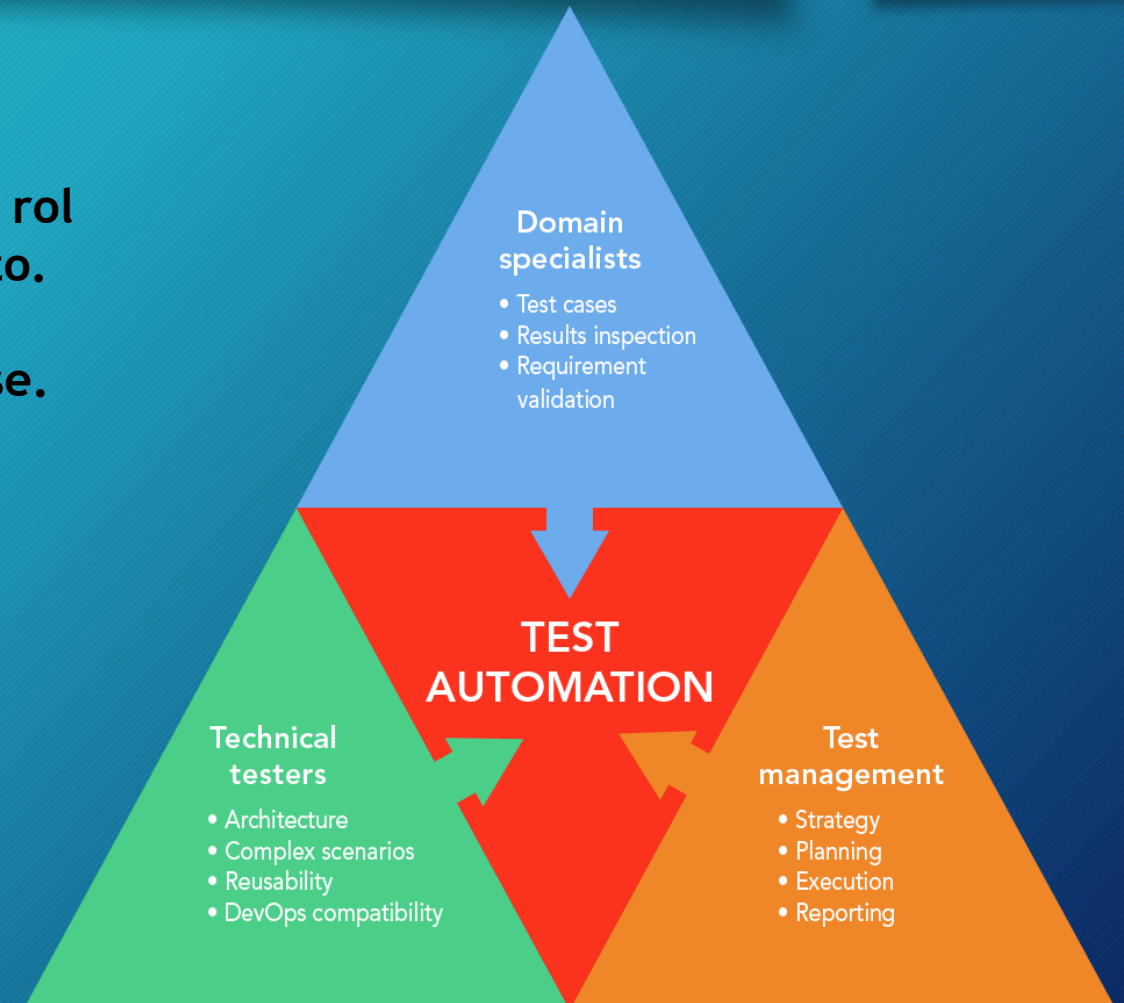 rol
to.
se.
Domain
specialists
• Test cases
• Results inspection
• Requirement
validation
TEST
AUTOMATION
Technical
testers
• Architecture
• Complex scenarios
• Reusability
• DevOps compatibility
Test
management
• Strategy
• Planning
• Execution
• Reporting